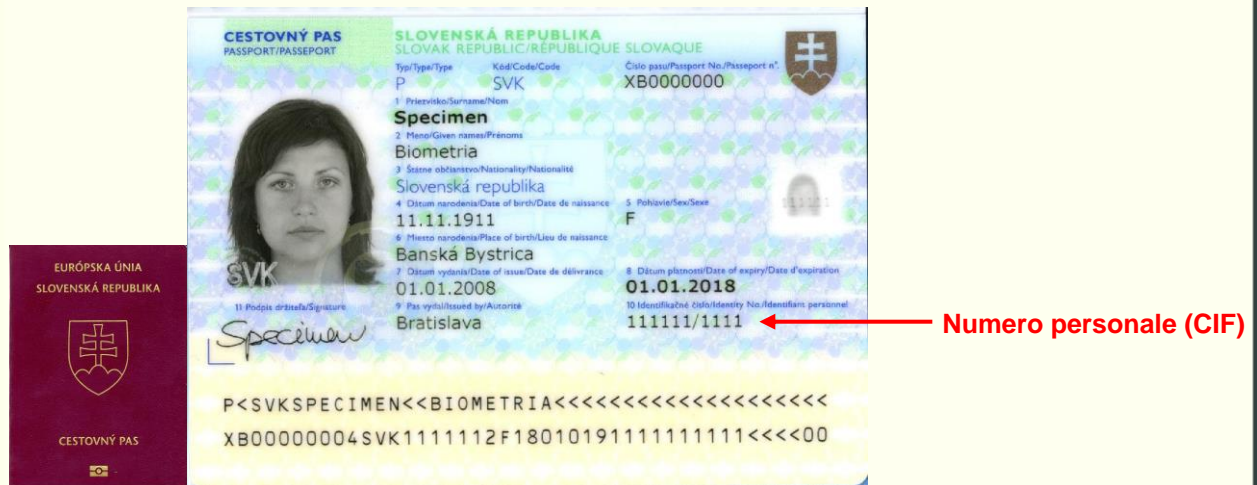 CESTOVNÝ PAS
PASSPORT/PASSEPORT
SLOVENSKÁ REPUBLIKA
SLOVAK REPUBLIC/RÉPUBLIQUE SLOVAQUE
Typ/Type/Type Kód/Code/Code Číslo pasu/Passport No./Passeport n°.
P SVK XB0000000
1 Priezvisko/Surname/Nom
Specimen
2 Meno/Given names/Prénoms
Biometria
3 Štátne občianstvo/Nationality/Nationalité
Slovenská republika
4 Dátum narodenia/Date of birth/Date de naissance 5 Pohlavie/Sex/Sexe
11.11.1911 F
111111
6 Miesto narodenia/Place of birth/Lieu de naissance
Banská Bystrica
SVK
7 Dátum vydania/Date of issue/Date de délivrance 8 Dátum platnosti/Date of expiry/Date d'expiration
01.01.2008 01.01.2018
11 Podpis držiteľa/Signature 9 Pas vydal/Issued by/Autorité 10 Identifikačné číslo/Identity No./Identifiant personnel
Specimen Bratislava 111111/1111
Numero personale (CIF)
P<SVKSPECIMEN<<BIOMETRIA<<<<<<<<<<<<<<<<<<<<
XB00000004SVK1111112F18010191111111111<<<<00
EURÓPSKA ÚNIA
SLOVENSKÁ REPUBLIKA
CESTOVNÝ PAS